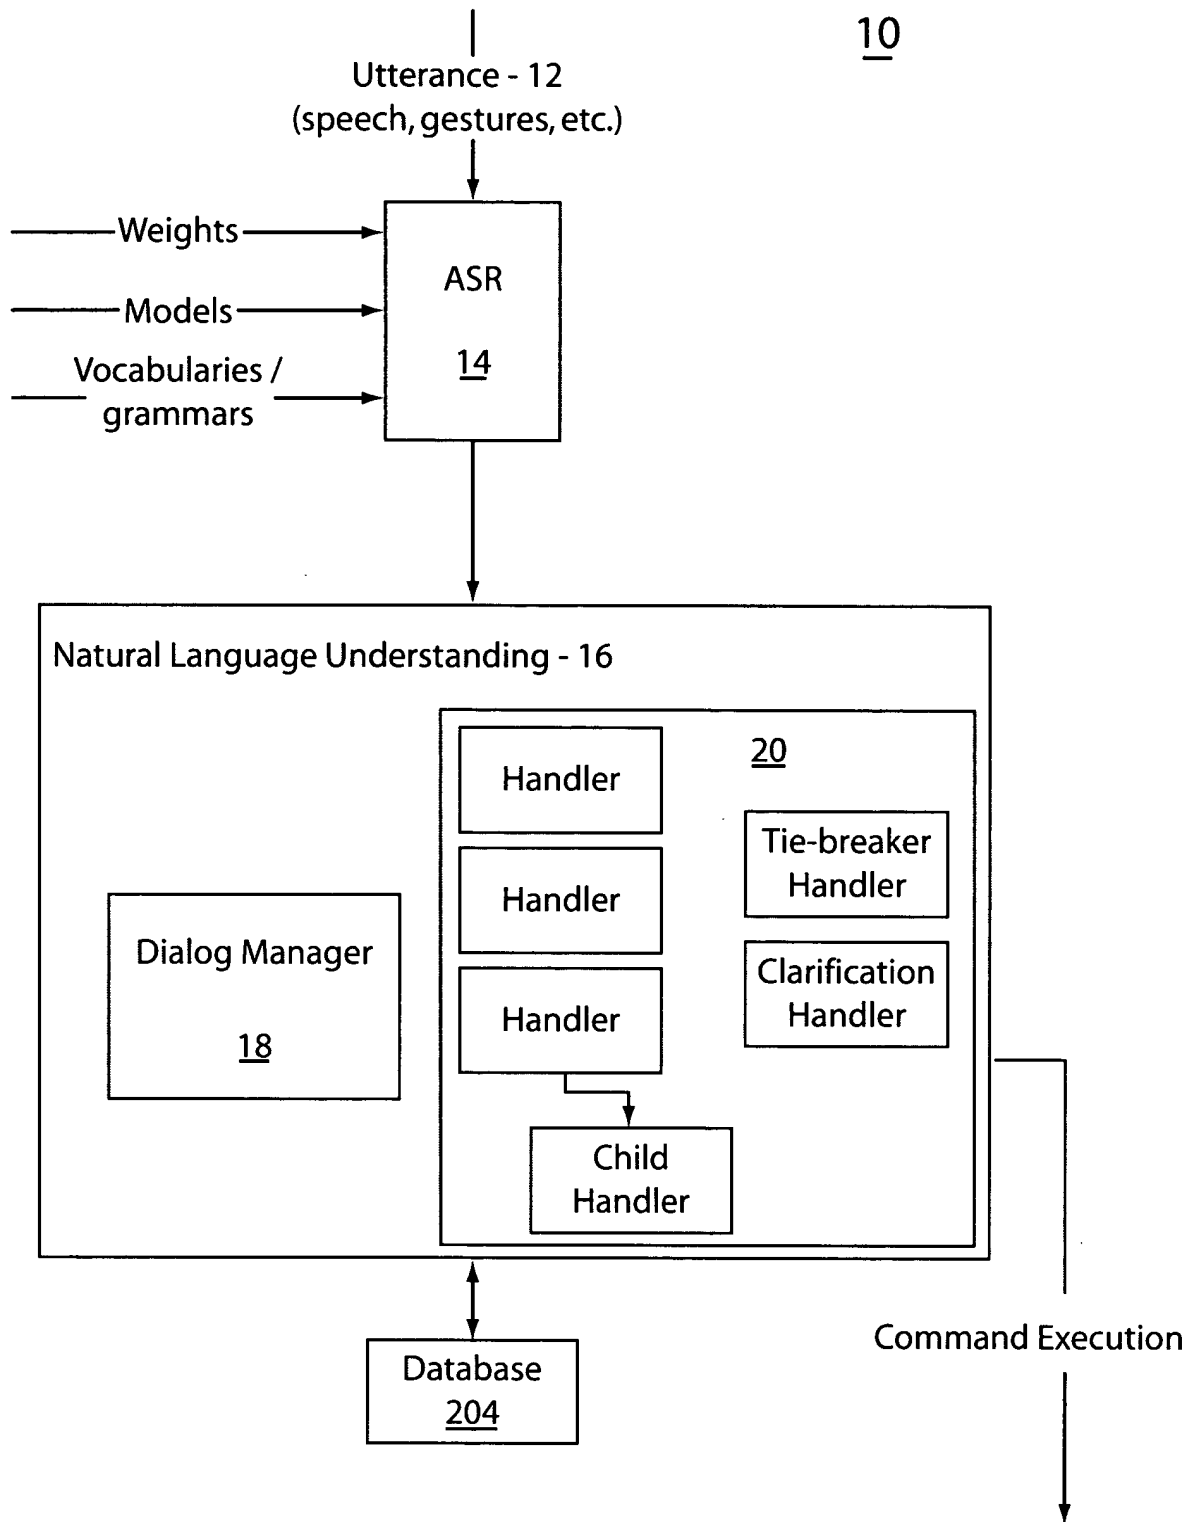 10
Utterance - 12
(speech, gestures, etc.)
Weights
ASR
Models
14
Vocabularies /
grammars
Natural Language Understanding - 16
20
Handler
Tie-breaker
Handler
Handler
Dialog Manager
18
Clarification
Handler
Handler
Child
Handler
Command Execution
Database
204